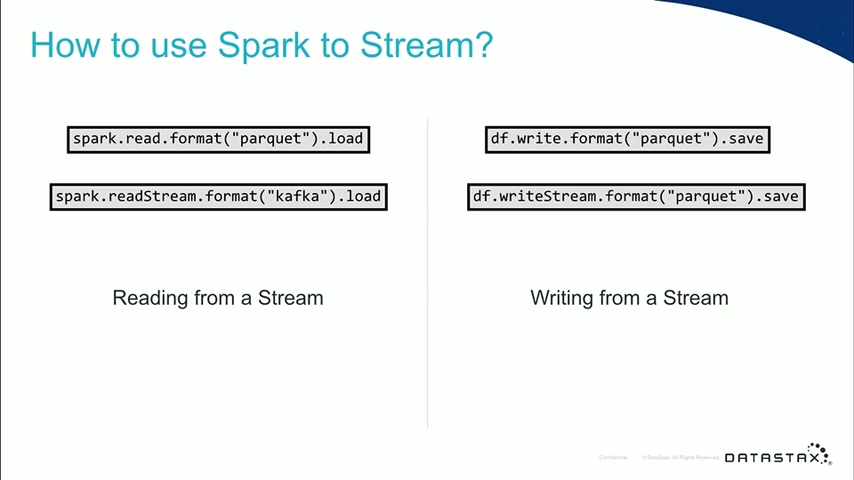 How to use Spark to Stream?
spark.read.format("parquet").load
spark.readStream.format("kafka").load
Reading from a Stream
df.write.format("parquet").save
df.writeStream.format("parquet").save
Writing from a Stream
Confidential
© DataStax, All Rights Reserved.
DATASTAX®